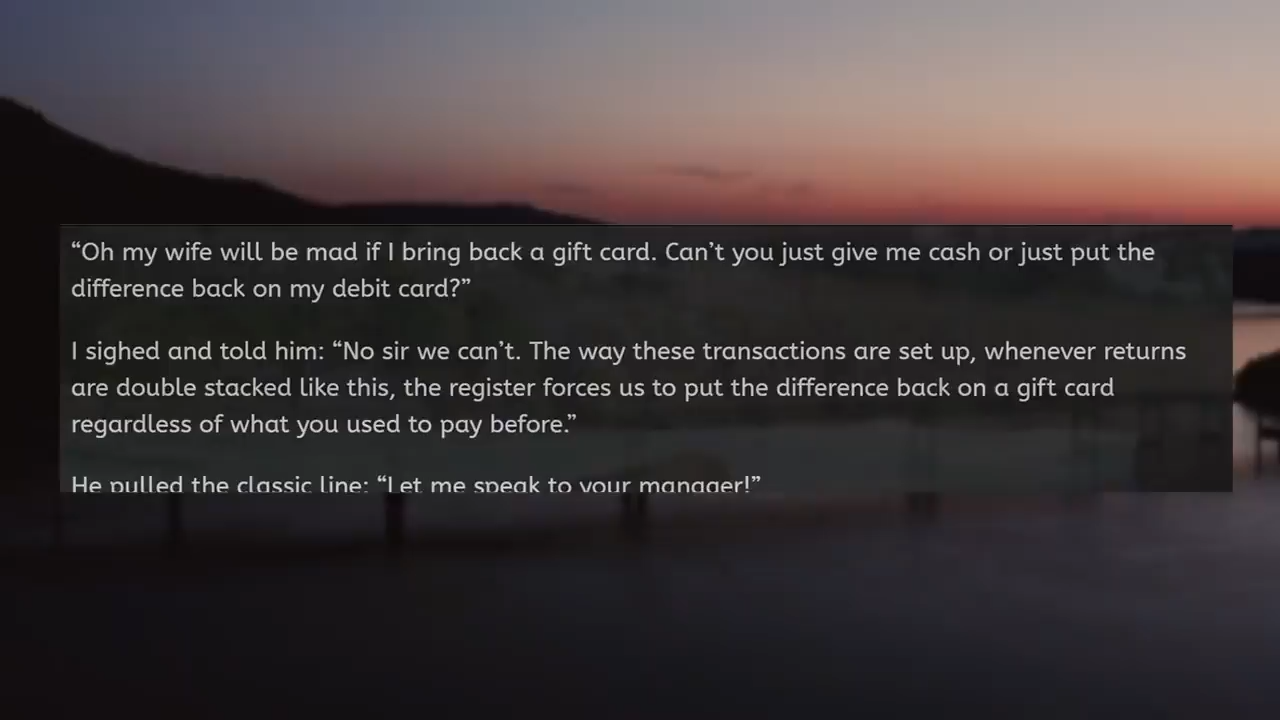 “Oh my wife will be mad if I bring back a gift card. Can’t you just give me cash or just put the
difference back on my debit card?”
I sighed and told him: “No sir we can’t. The way these transactions are set up, whenever returns
are double stacked like this, the register forces us to put the difference back on a gift card
regardless of what you used to pay before.”
He pulled the classic line: “Let me speak to your manager!”